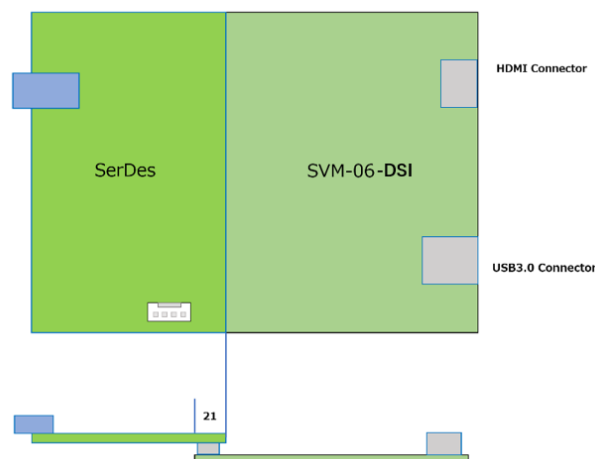 HDMI Connector
SerDes
SVM-06-DSI
USB3.0 Connector
21